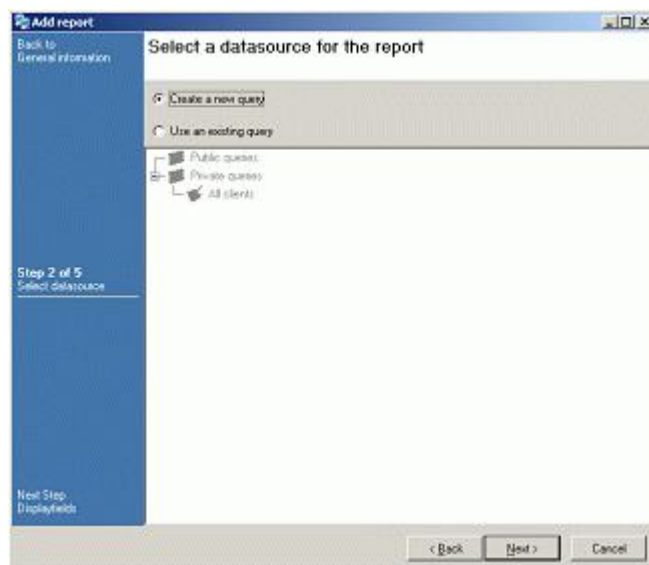 Add report
Back to
General information
Select a datasource for the report
Create a new query
Use an existing query
Public queries
Private queries
All clients
Step 2 of 5
Select datasource
Next Step
Displayfields
< Back
Next >
Cancel